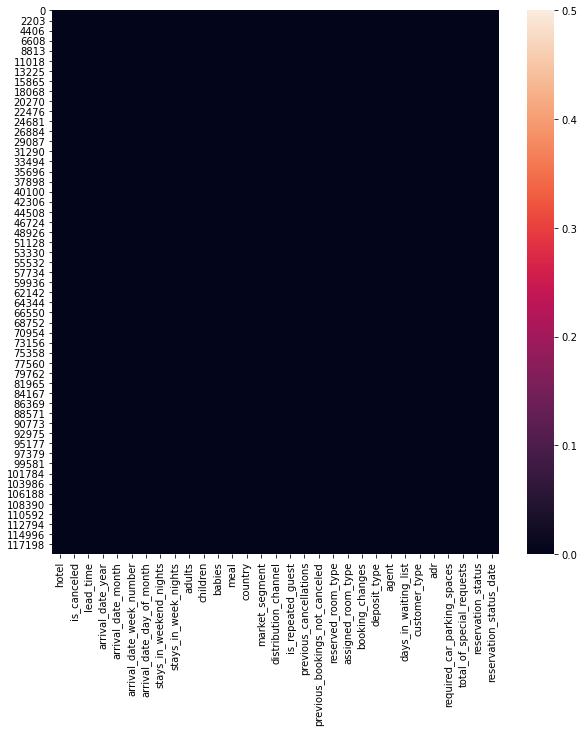 0
2203
4406
6608
8813
11018
13225
15865
18068
20270
22476
24681
26884
29087
31290
33494
35696
37898
40100
42306
44508
46724
48926
51128
53330
55532
57734
59936
62142
64344
66550
68752
70954
73156
75358
77560
79762
81965
84167
86369
88571
90773
92975
95177
97379
99581
101784
103986
106188
108390
110592
112794
114996
117198
hotel
is_canceled
lead_time
arrival_date_year
arrival_date_month
arrival_date_week_number
arrival_date_day_of_month
stays_in_weekend_nights
stays_in_week_nights
adults
children
babies
meal
country
market_segment
distribution_channel
is_repeated_guest
previous_cancellations
previous_bookings_not_canceled
reserved_room_type
assigned_room_type
booking_changes
deposit_type
agent
days_in_waiting_list
customer_type
adr
required_car_parking_spaces
total_of_special_requests
reservation_status
reservation_status_date
0.5
0.4
0.3
0.2
0.1
0.0